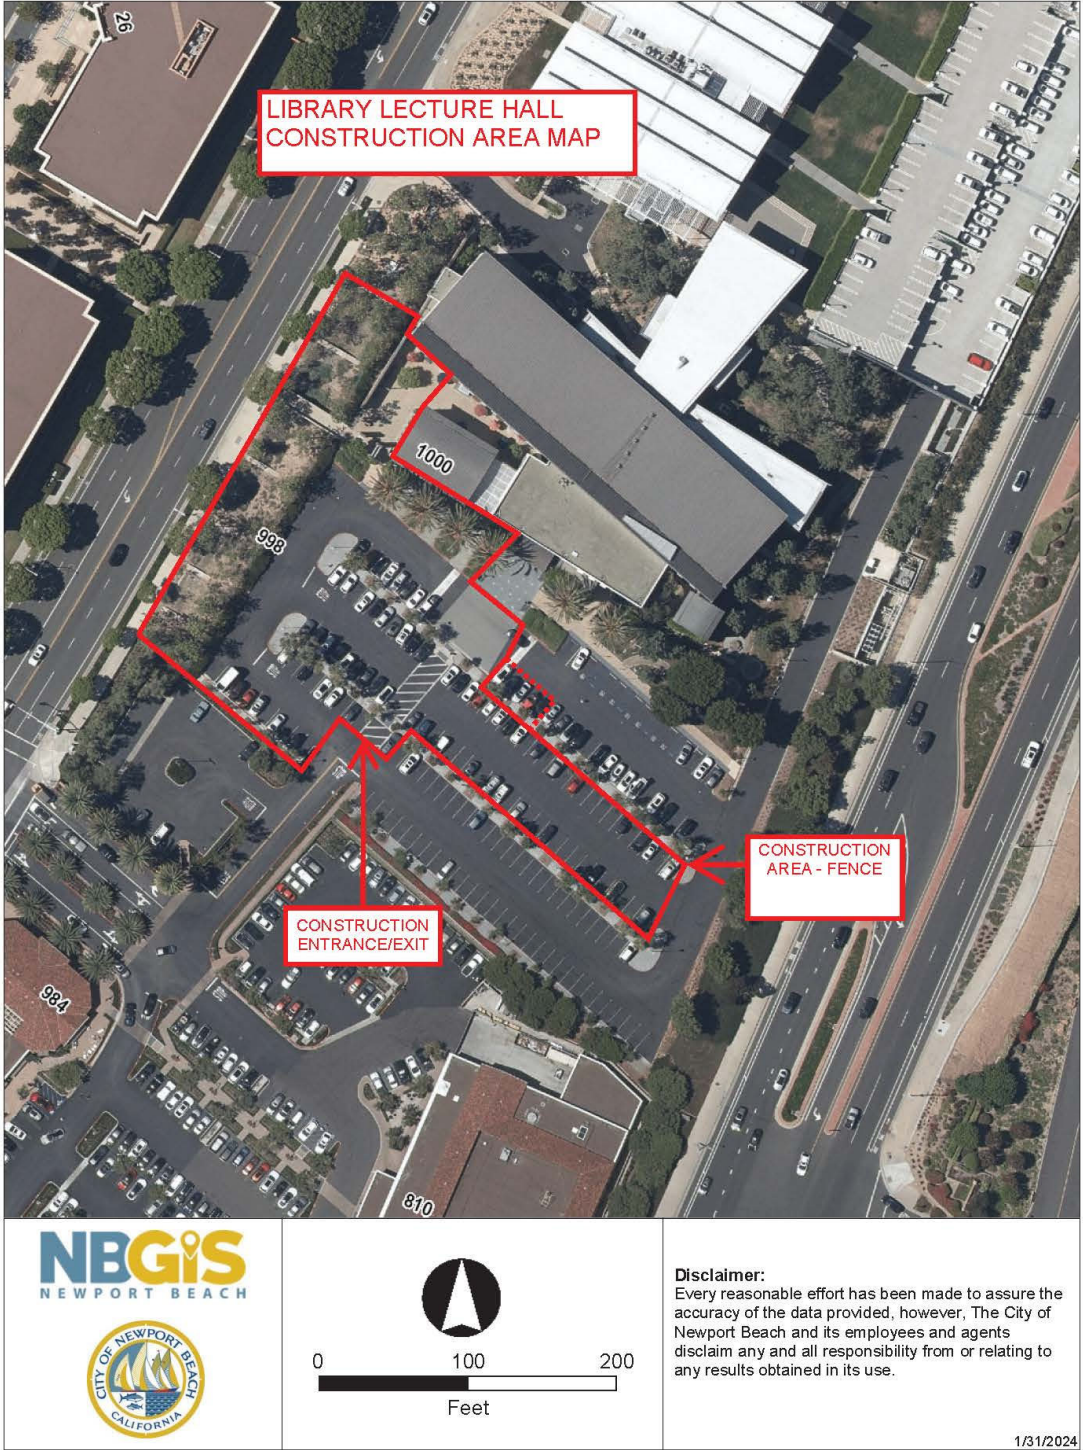 26
LIBRARY LECTURE HALL
CONSTRUCTION AREA MAP
1000
998
CONSTRUCTION
AREA - FENCE
CONSTRUCTION
ENTRANCE/EXIT
984
810
NBGIS
NEWPORT BEACH
CITY OF NEWPORT BEACH
CALIFORNIA
0 100 200
Feet
Disclaimer:
Every reasonable effort has been made to assure the
accuracy of the data provided, however, The City of
Newport Beach and its employees and agents
disclaim any and all responsibility from or relating to
any results obtained in its use.
1/31/2024